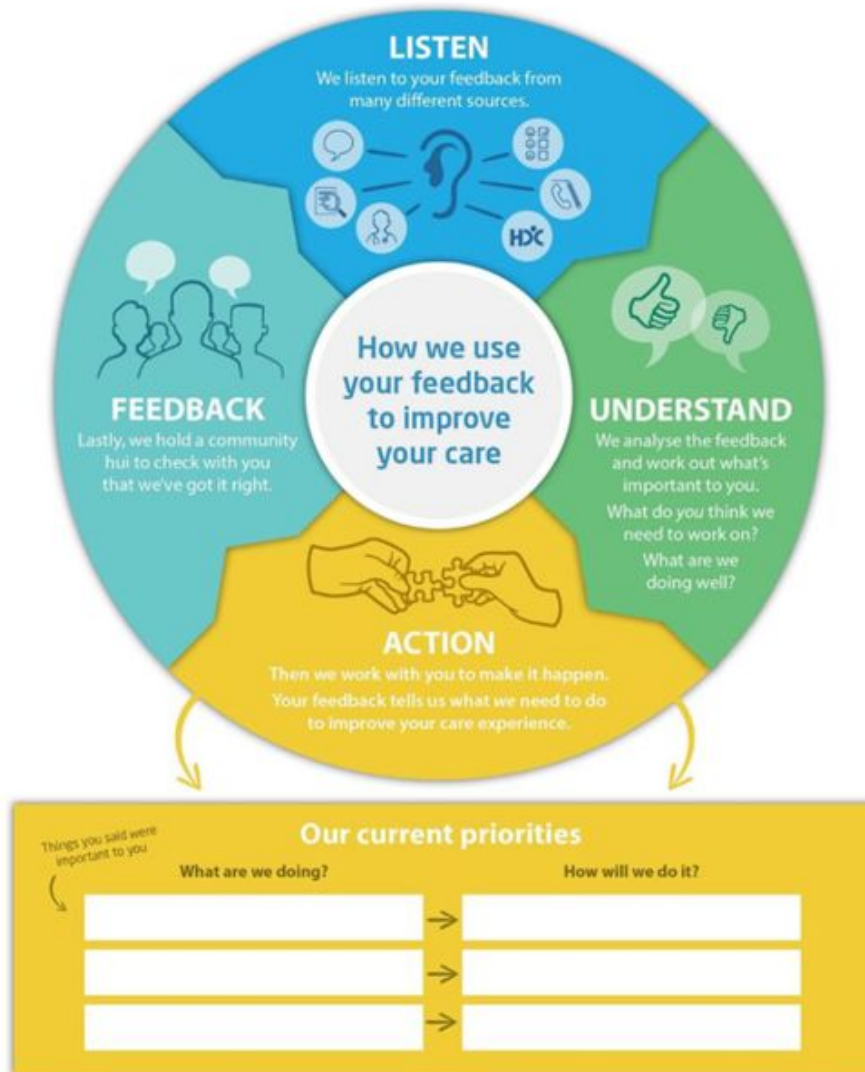 LISTEN
We listen to your feedback from
many different sources.
HDC
FEEDBACK
Lastly, we hold a community
hui to check with you
that we've got it right.
How we use
your feedback
to improve
your care
UNDERSTAND
We analyse the feedback
and work out what's
important to you.
What do you think we
need to work on?
What are we
doing well?
ACTION
Then we work with you to make it happen.
Your feedback tells us what we need to do
to improve your care experience.
Our current priorities
Things you said were
important to you
What are we doing?
How will we do it?